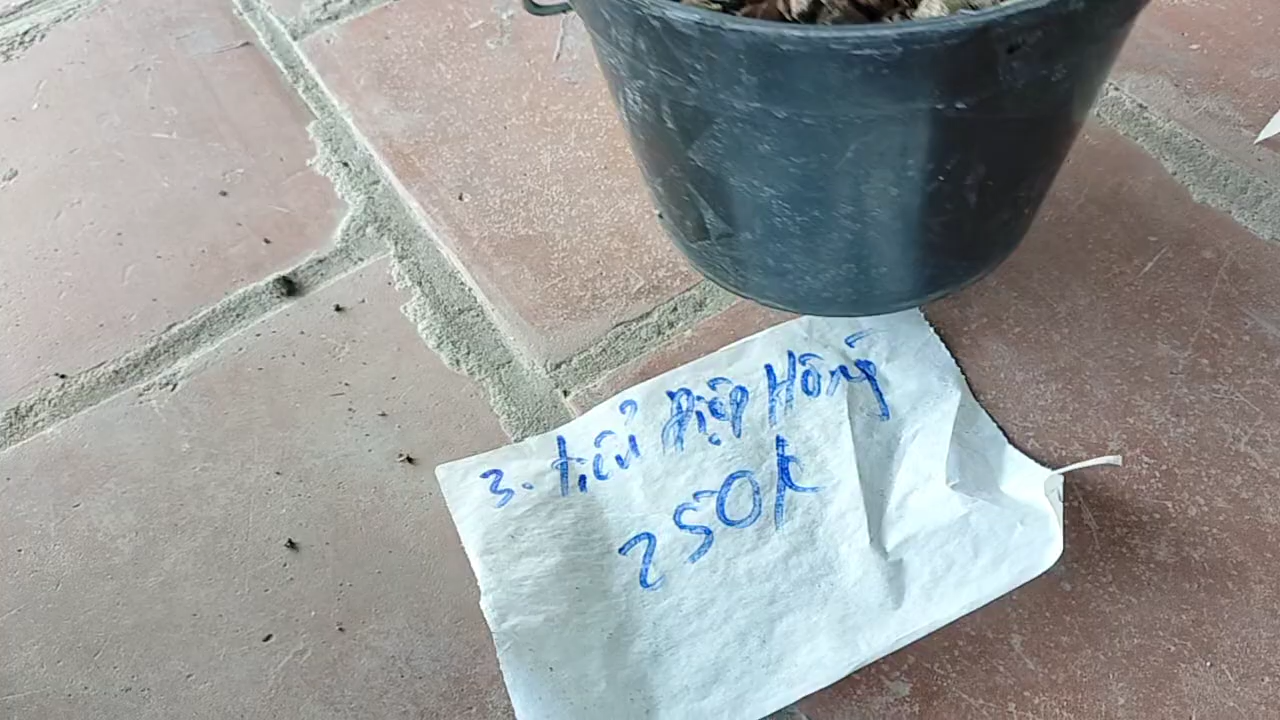 3. tiểu Điệp Hồng
250k